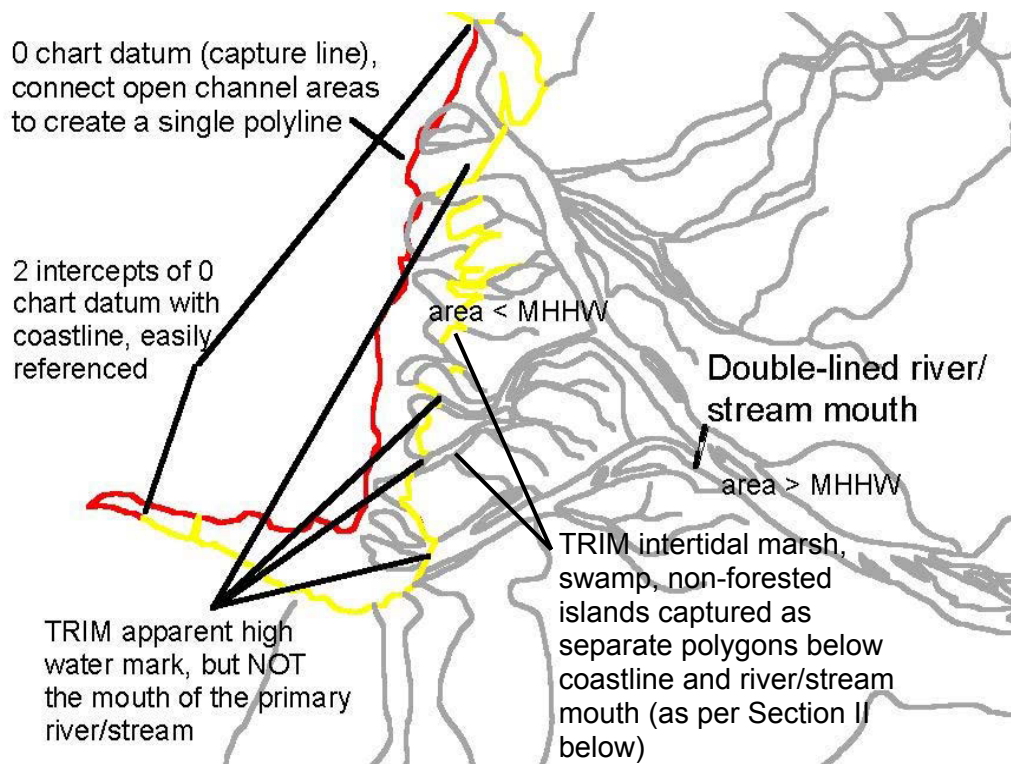 0 chart datum (capture line),
connect open channel areas
to create a single polyline
2 intercepts of 0
chart datum with
coastline, easily
referenced
area < MHHW
Double-lined river/
stream mouth
area > MHHW
TRIM apparent high
water mark, but NOT
the mouth of the primary
river/stream
TRIM intertidal marsh,
swamp, non-forested
islands captured as
separate polygons below
coastline and river/stream
mouth (as per Section II
below)